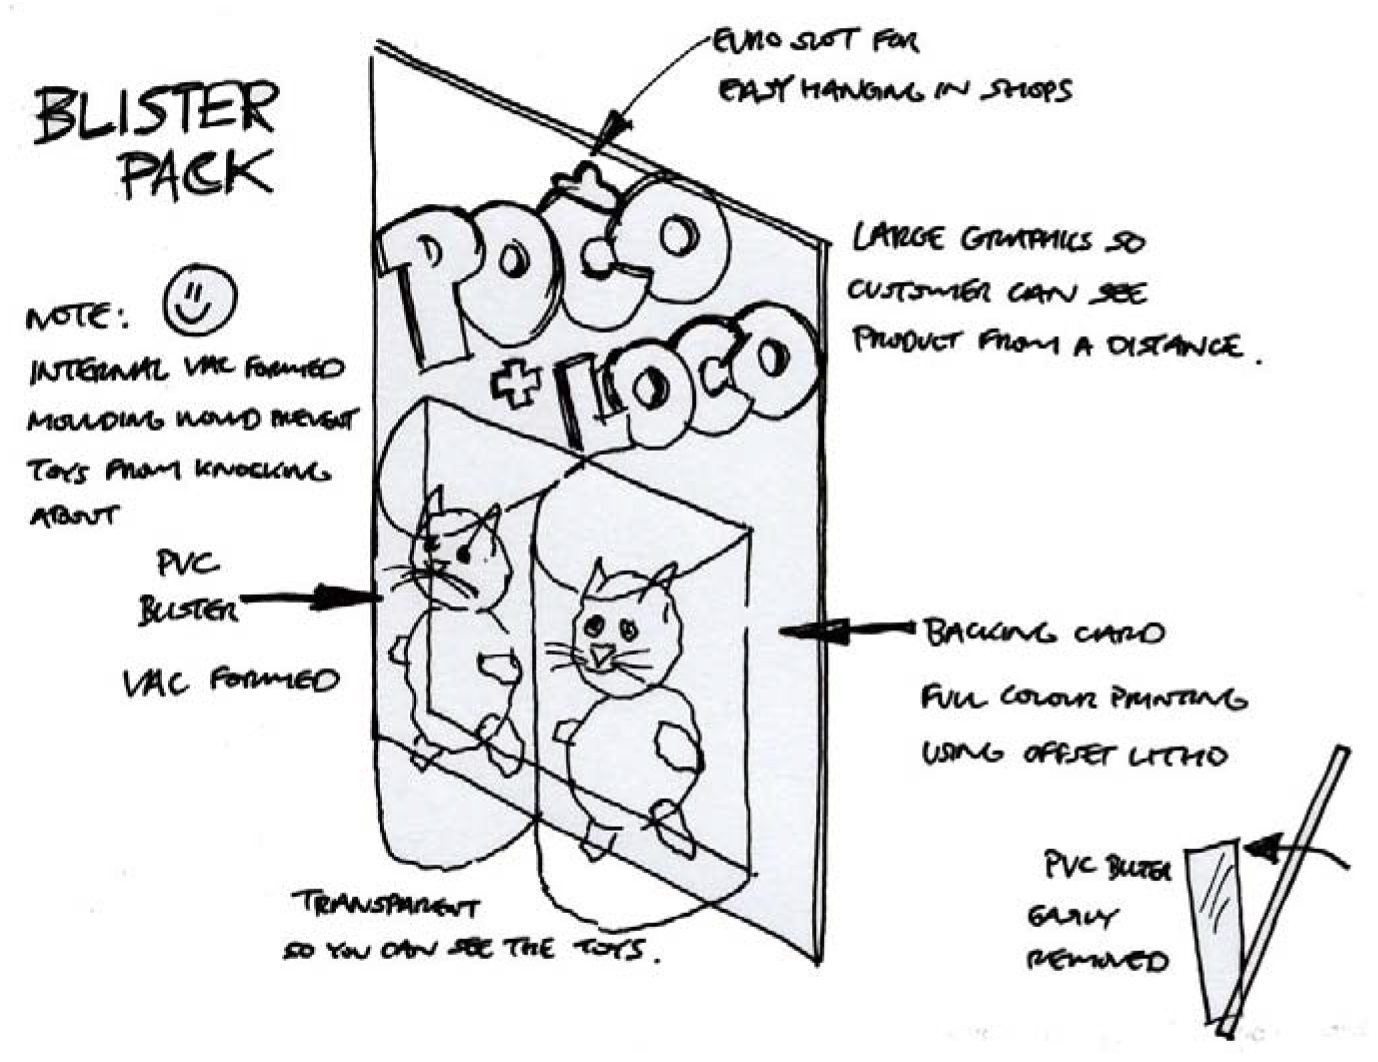 BLISTER
PACK
EURO SLOT FOR
EASY HANGING IN SHOPS
POCO
+ LOCO
LARGE GRAPHICS SO
CUSTOMER CAN SEE
PRODUCT FROM A DISTANCE.
NOTE:
INTERNAL VAC FORMED
MOULDING WOULD PREVENT
TOYS FROM KNOCKING
ABOUT
PVC
BLISTER
VAC FORMED
BACKING CARD
FULL COLOUR PRINTING
USING OFFSET LITHO
TRANSPARENT
SO YOU CAN SEE THE TOYS.
PVC BLISTER
EASILY
REMOVED